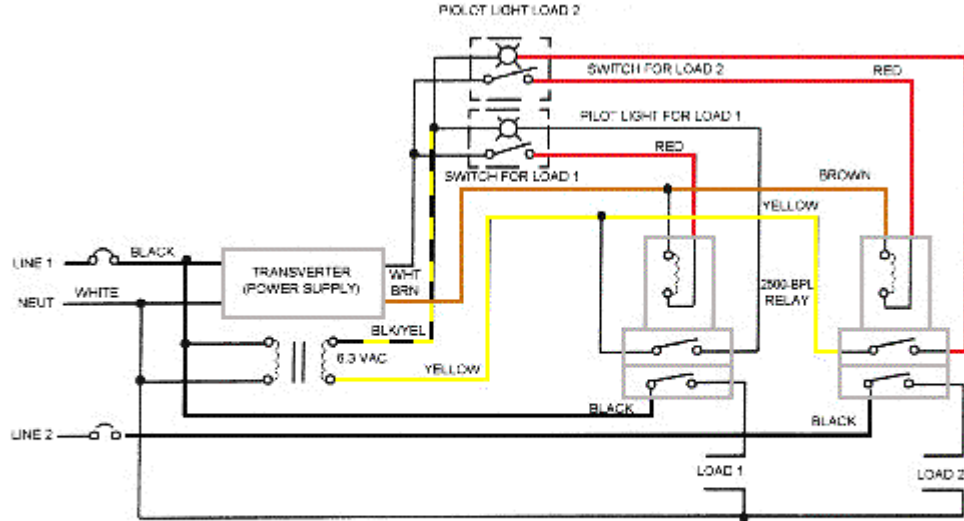 PIOLOT LIGHT LOAD 2
SWITCH FOR LOAD 2
RED
PILOT LIGHT FOR LOAD 1
RED
SWITCH FOR LOAD 1
BROWN
YELLOW
LINE 1
BLACK
TRANSVERTER
(POWER SUPPLY)
WHT
BRN
2500-BPL
RELAY
NEUT
WHITE
BLK/YEL
6.3 VAC
YELLOW
BLACK
BLACK
LINE 2
LOAD 1
LOAD 2